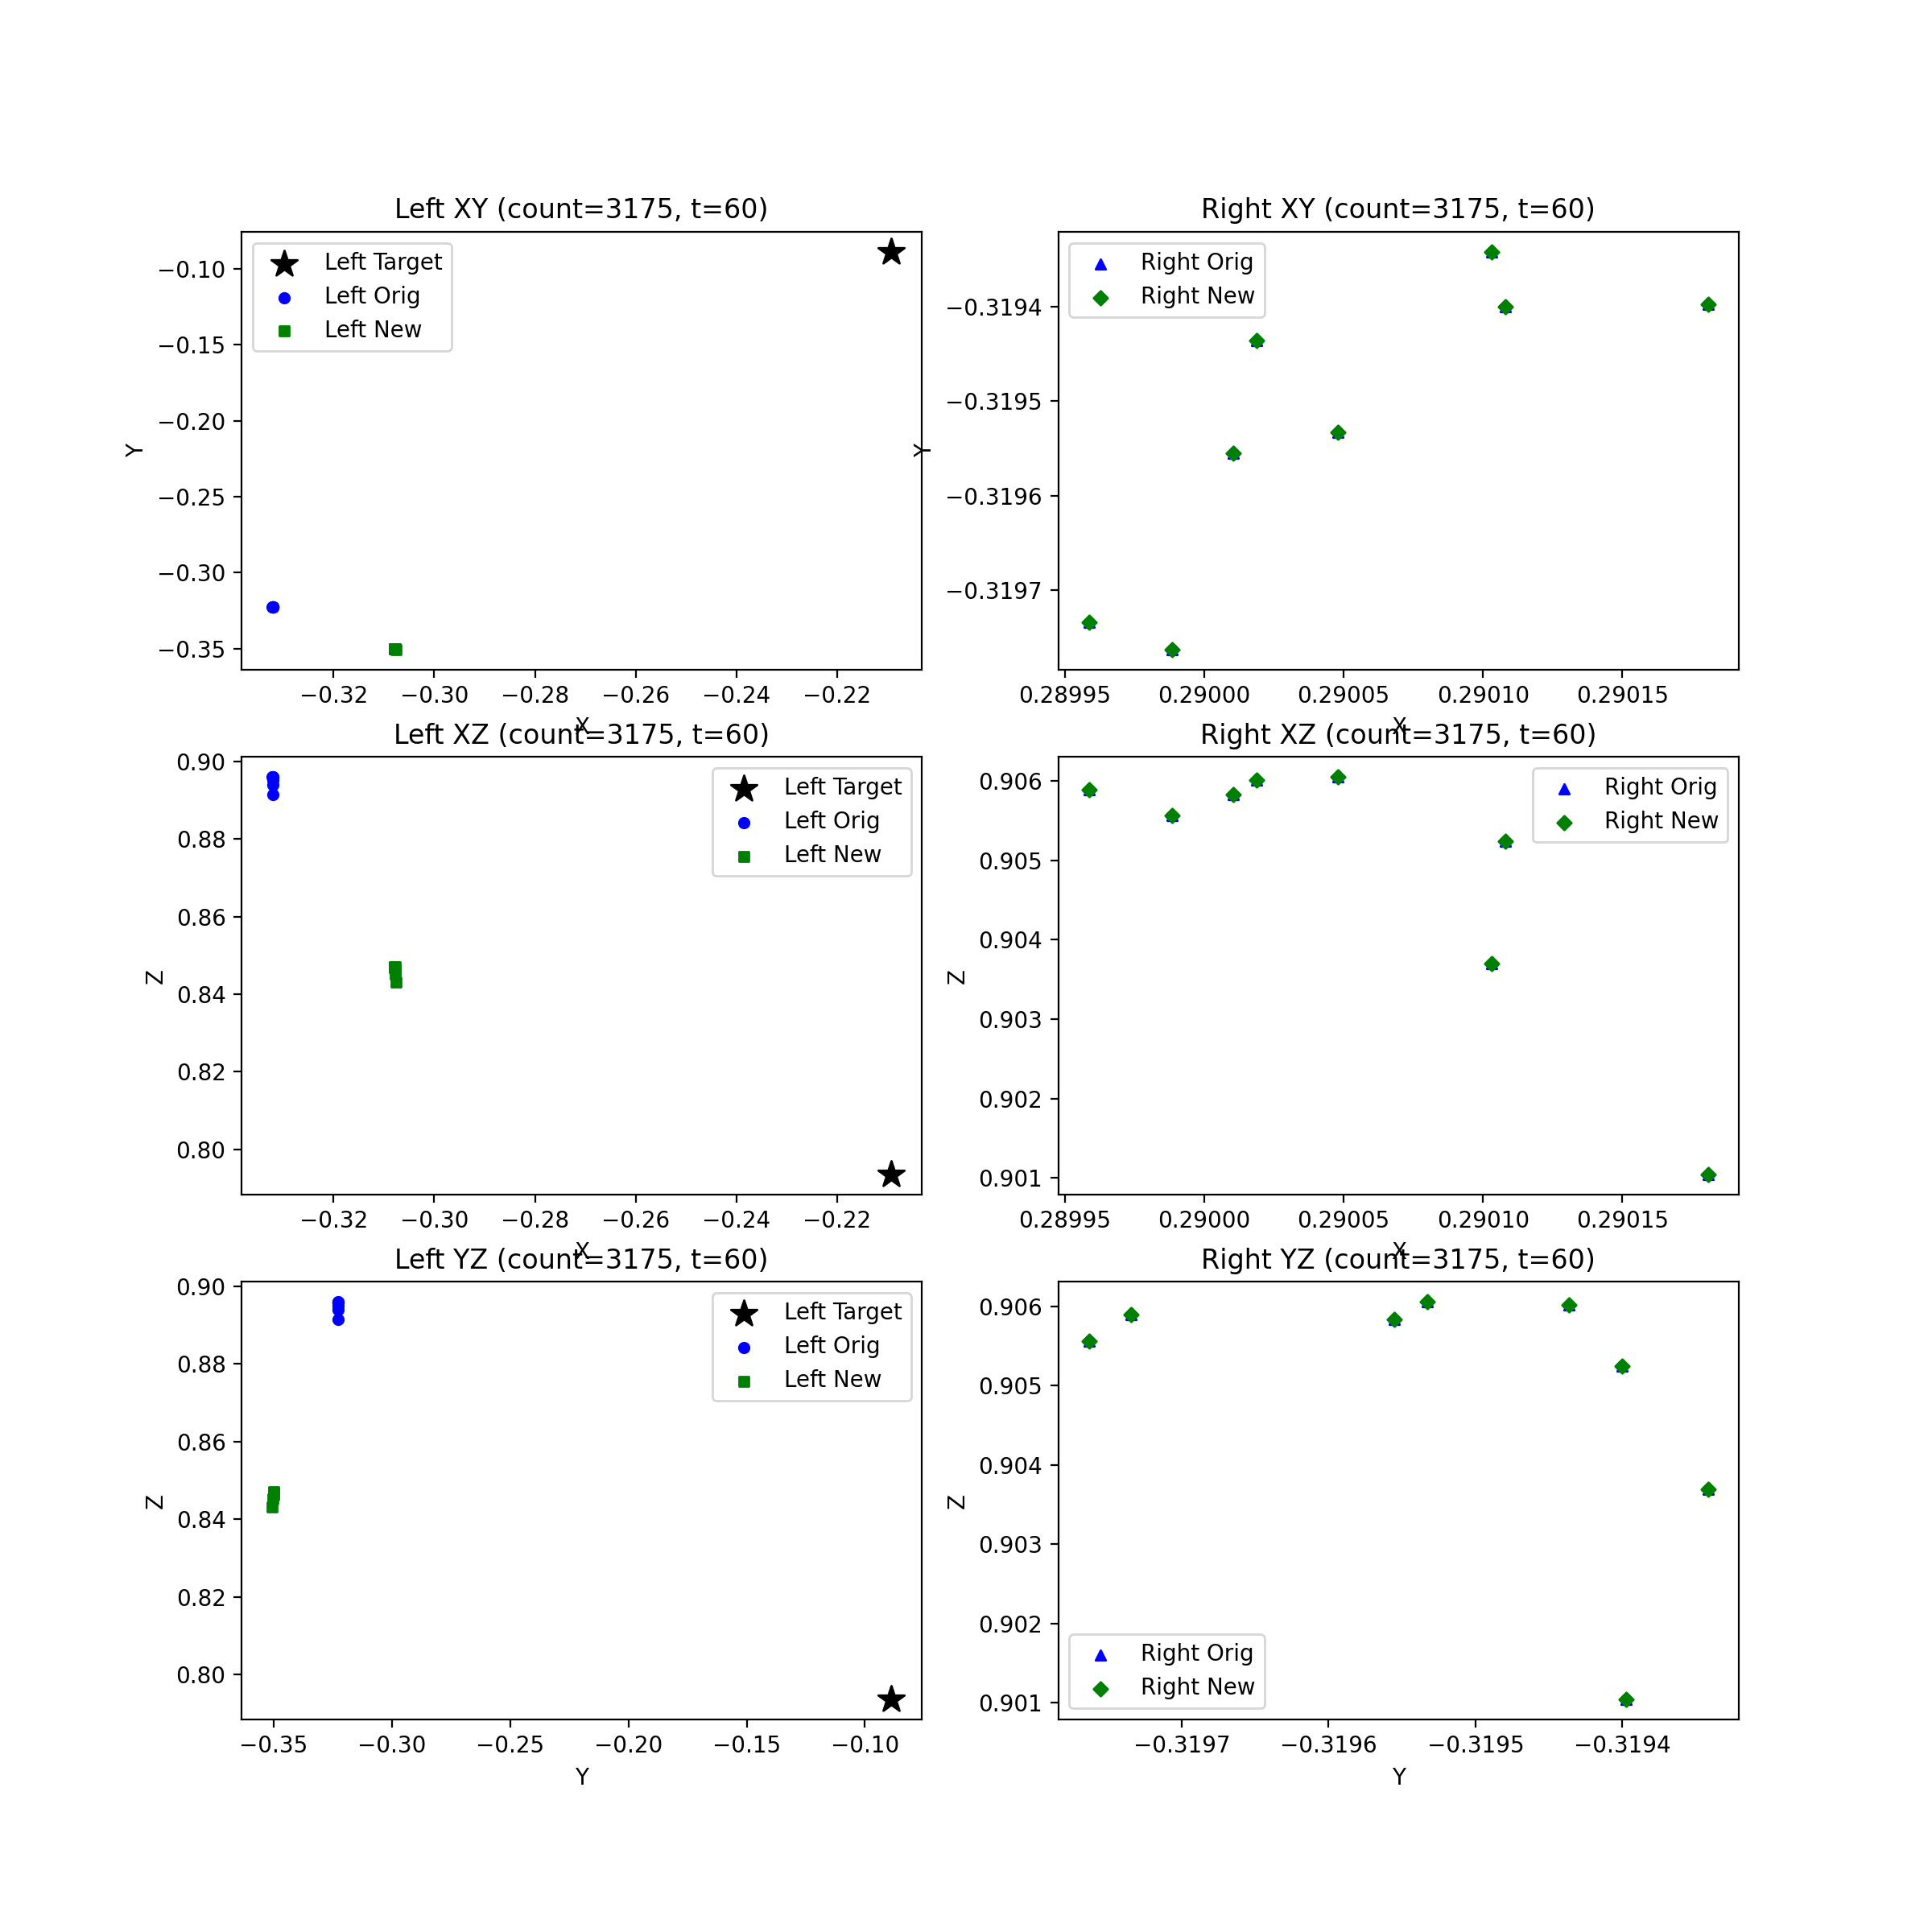 Left XY (count=3175, t=60)
Left Target
Left Orig
Left New
−0.10
−0.15
−0.20
−0.25
−0.30
−0.35
Y
−0.32
−0.30
−0.28
−0.26
−0.24
−0.22
X
Right XY (count=3175, t=60)
Right Orig
Right New
−0.3194
−0.3195
−0.3196
−0.3197
Y
0.28995
0.29000
0.29005
0.29010
0.29015
X
Left XZ (count=3175, t=60)
Left Target
Left Orig
Left New
0.90
0.88
0.86
0.84
0.82
0.80
Z
−0.32
−0.30
−0.28
−0.26
−0.24
−0.22
X
Right XZ (count=3175, t=60)
Right Orig
Right New
0.906
0.905
0.904
0.903
0.902
0.901
Z
0.28995
0.29000
0.29005
0.29010
0.29015
X
Left YZ (count=3175, t=60)
Left Target
Left Orig
Left New
0.90
0.88
0.86
0.84
0.82
0.80
Z
−0.35
−0.30
−0.25
−0.20
−0.15
−0.10
Y
Right YZ (count=3175, t=60)
0.906
0.905
0.904
0.903
0.902
0.901
Z
Right Orig
Right New
−0.3197
−0.3196
−0.3195
−0.3194
Y